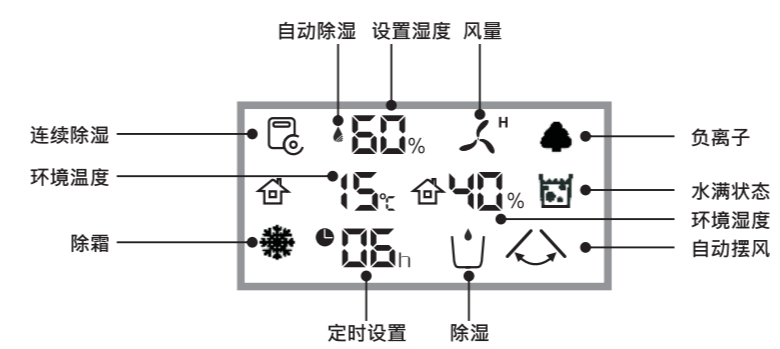 自动除湿 设置湿度 风量
连续除湿
60% H
负离子
环境温度
15℃ 40%
水满状态
环境湿度
除霜
06h
自动摆风
定时设置 除湿